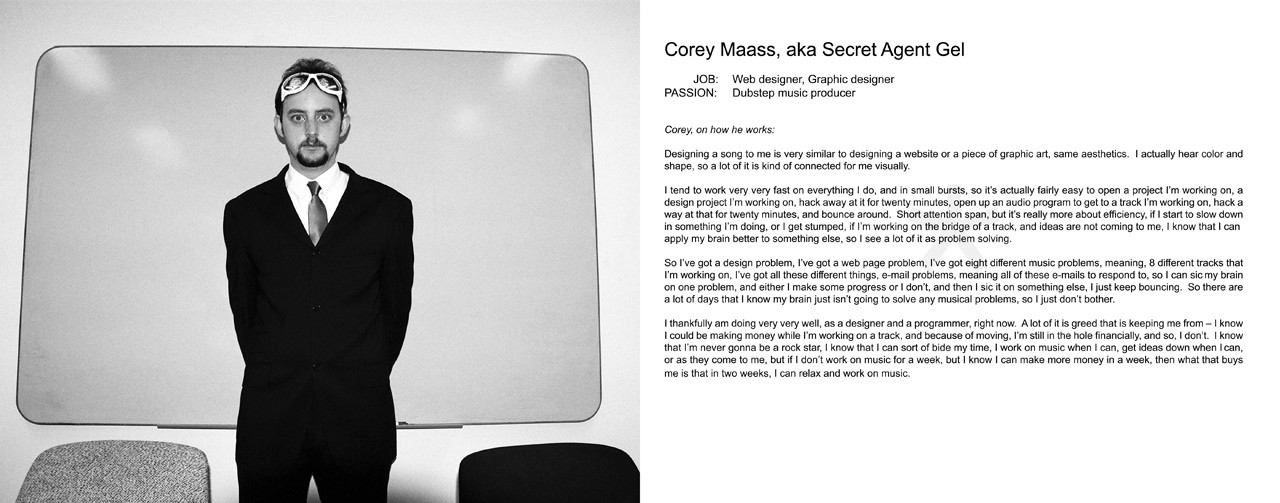 Corey Maass, aka Secret Agent Gel
JOB: Web designer, Graphic designer
PASSION: Dubstep music producer
Corey, on how he works:
Designing a song to me is very similar to designing a website or a piece of graphic art, same aesthetics. I actually hear color and
shape, so a lot of it is kind of connected for me visually.
I tend to work very very fast on everything I do, and in small bursts, so it's actually fairly easy to open a project I'm working on, a
design project I'm working on, hack away at it for twenty minutes, open up an audio program to get to a track I'm working on, hack a
way at that for twenty minutes, and bounce around. Short attention span, but it's really more about efficiency, if I start to slow down
in something I'm doing, or I get stumped, if I'm working on the bridge of a track, and ideas are not coming to me, I know that I can
apply my brain better to something else, so I see a lot of it as problem solving.
So I've got a design problem, I've got a web page problem, I've got eight different music problems, meaning, 8 different tracks that
I'm working on, I've got all these different things, e-mail problems, meaning all of these e-mails to respond to, so I can sic my brain
on one problem, and either I make some progress or I don't, and then I sic it on something else, I just keep bouncing. So there are
a lot of days that I know my brain just isn't going to solve any musical problems, so I just don't bother.
I thankfully am doing very very well, as a designer and a programmer, right now. A lot of it is greed that is keeping me from – I know
I could be making money while I'm working on a track, and because of moving, I'm still in the hole financially, and so, I don't. I know
that I'm never gonna be a rock star, I know that I can sort of bide my time, I work on music when I can, get ideas down when I can,
or as they come to me, but if I don't work on music for a week, but I know I can make more money in a week, then what that buys
me is that in two weeks, I can relax and work on music.